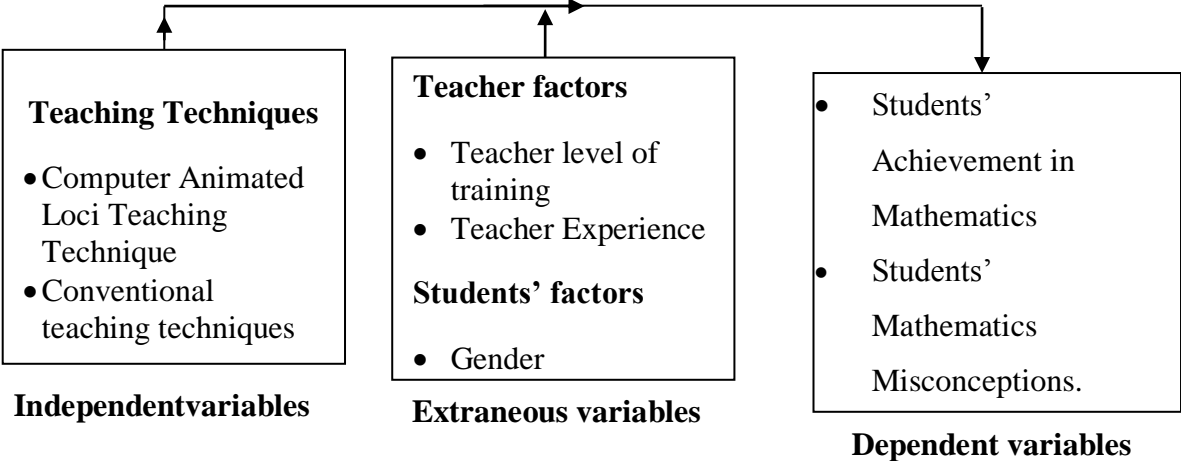 Teaching Techniques
•Computer Animated
Loci Teaching
Technique
•Conventional
teaching techniques
Independentvariables
Teacher factors
• Teacher level of
training
• Teacher Experience
Students’ factors
• Gender
Extraneous variables
• Students’
Achievement in
Mathematics
• Students’
Mathematics
Misconceptions.
Dependent variables